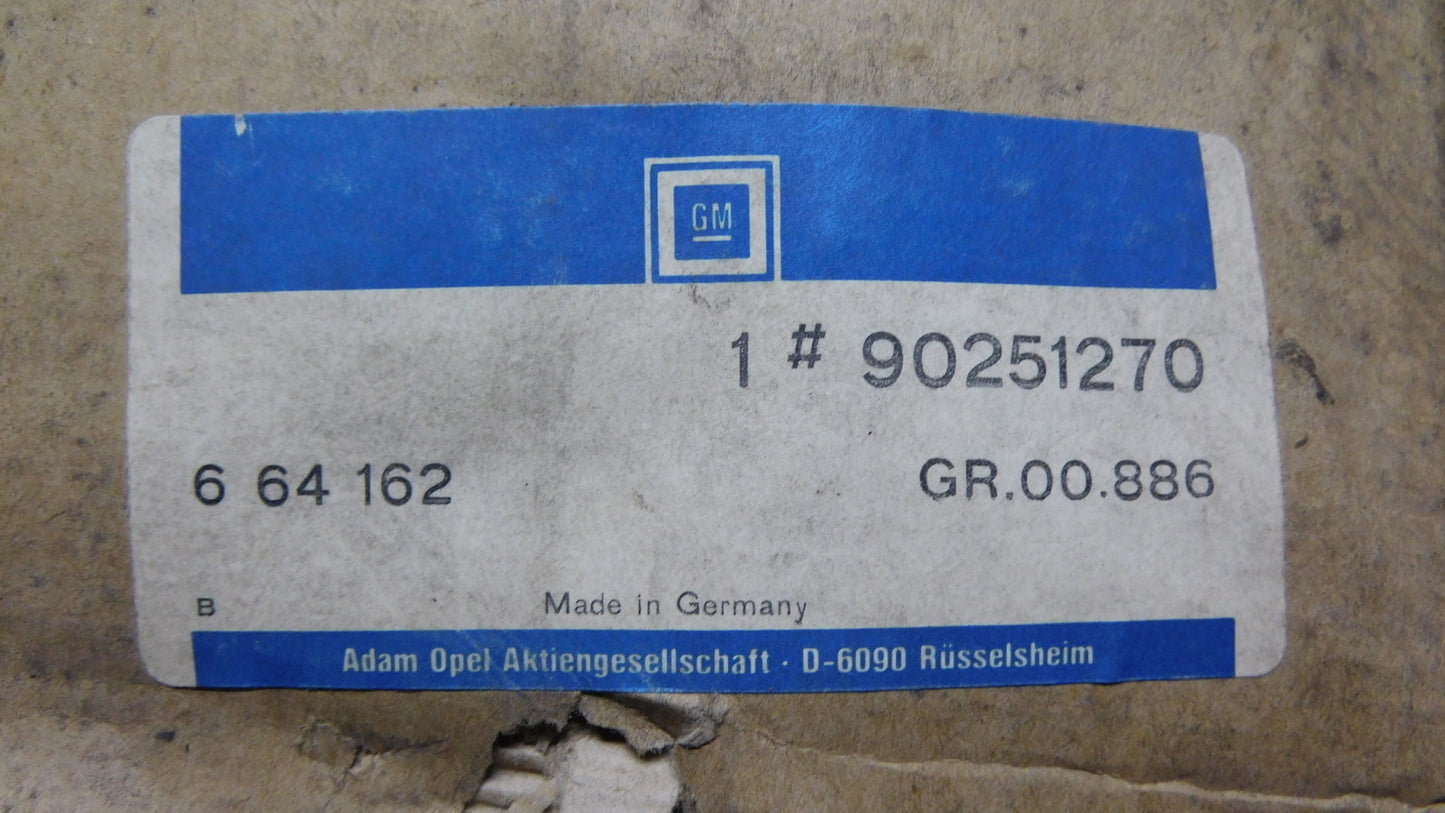 GM
1 # 90251270
6 64 162 GR.00.886
B Made in Germany
Adam Opel Aktiengesellschaft · D-6090 Rüsselsheim